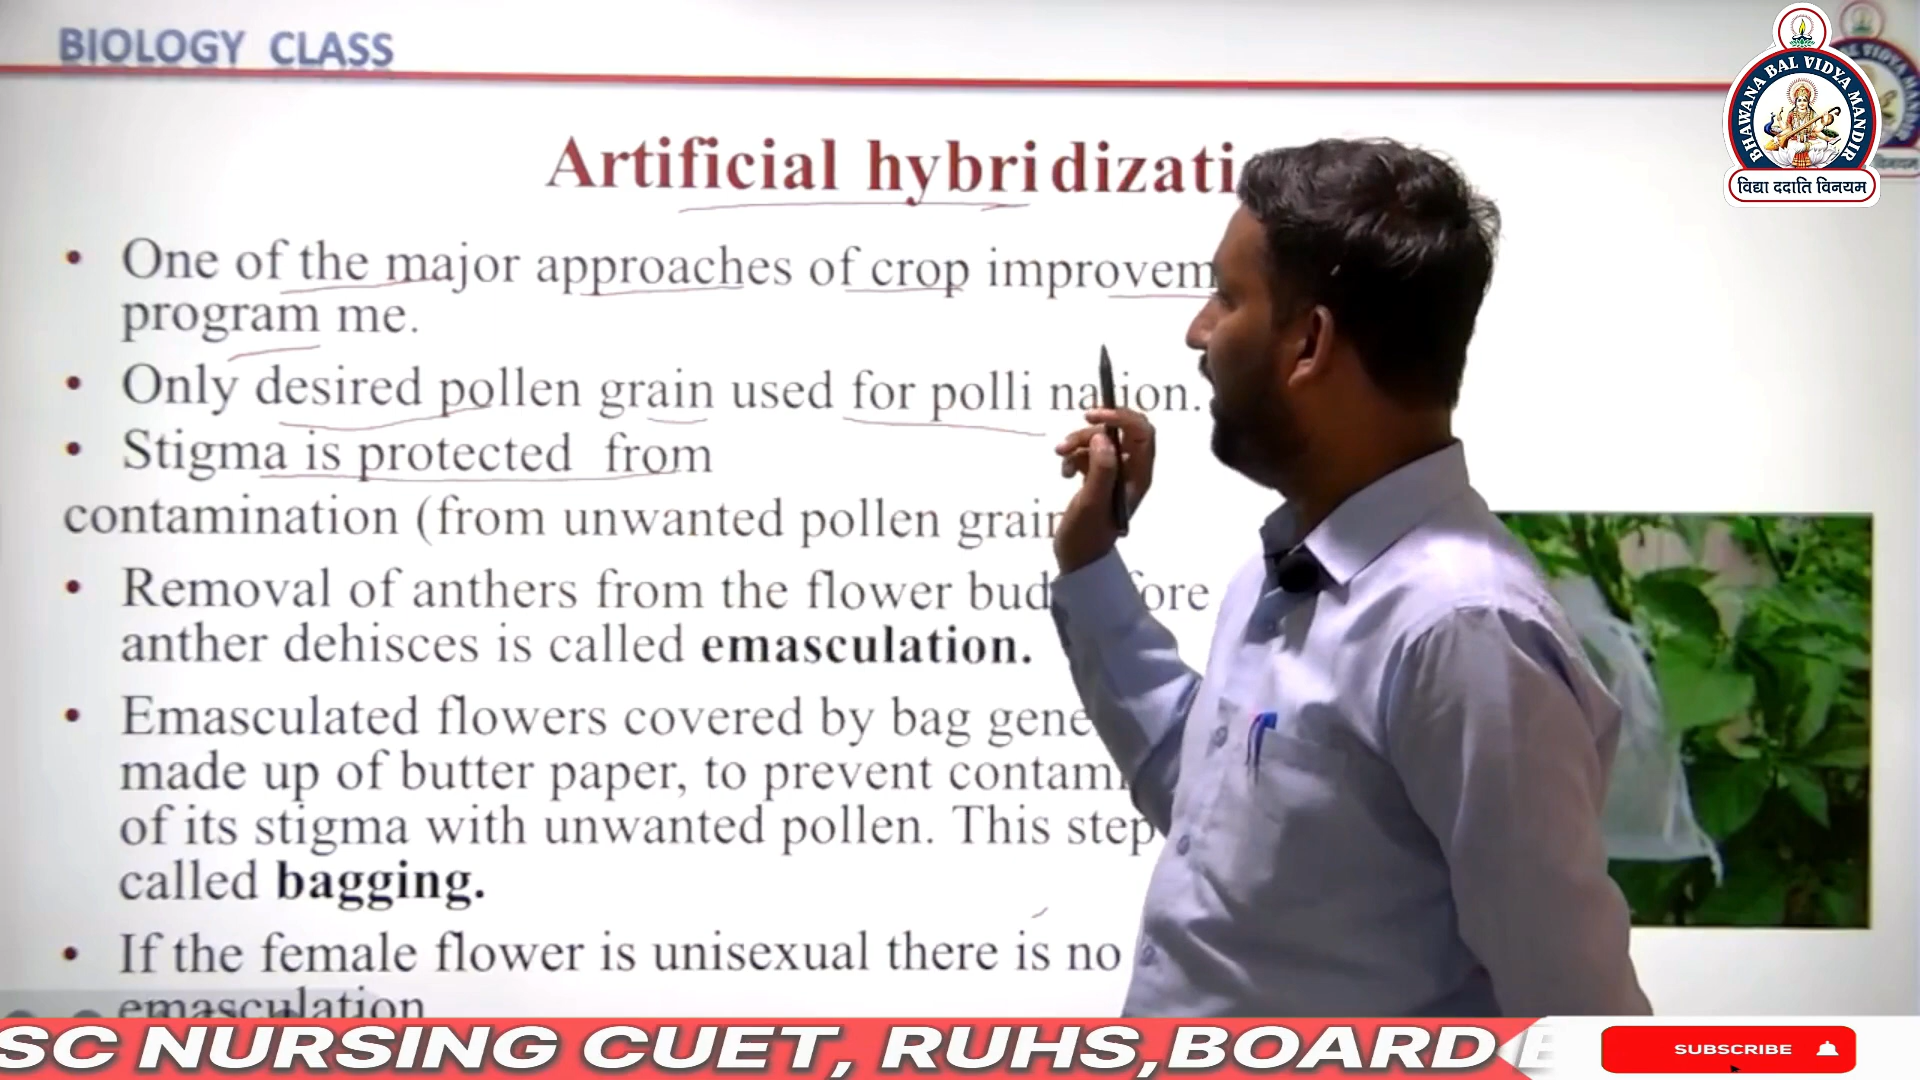 BIOLOGY CLASS
BHAWANA BAL VIDYA MANDIR
विद्या ददाति विनयम
Artificial hybridizati
• One of the major approaches of crop improvem
program me.
• Only desired pollen grain used for polli nation.
• Stigma is protected from
contamination (from unwanted pollen grain
• Removal of anthers from the flower bud fore
anther dehisces is called emasculation.
• Emasculated flowers covered by bag gene
made up of butter paper, to prevent contami
of its stigma with unwanted pollen. This step
called bagging.
• If the female flower is unisexual there is no
emasculation
SC NURSING CUET, RUHS,BOARD
SUBSCRIBE